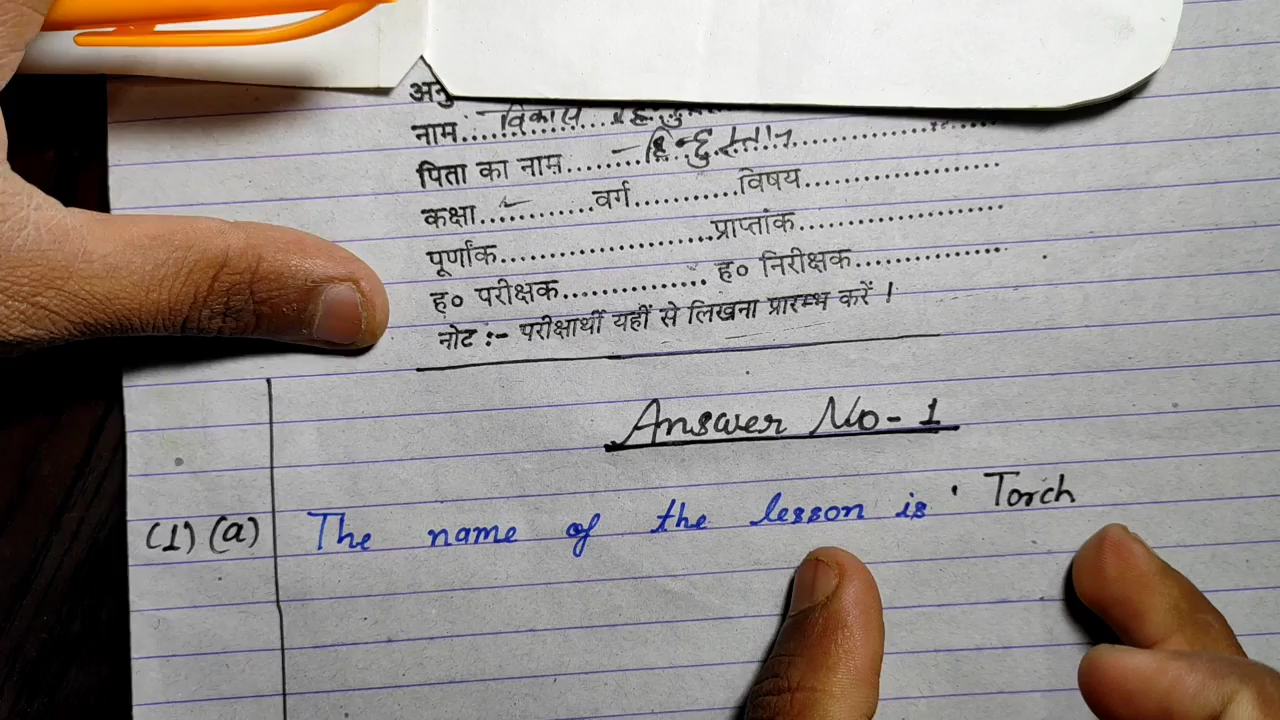 अनु
नाम.... विकास
पिता का नाम........- हिन्दुस्तान................
कक्षा............वर्ग..........विषय....................
पूर्णांक......................प्राप्तांक.....................
ह० परीक्षक............... ह० निरीक्षक...............
नोट :- परीक्षार्थी यहीं से लिखना प्रारम्भ करें ।
Answer No - 1
(1) (a) The name of the lesson is ' Torch